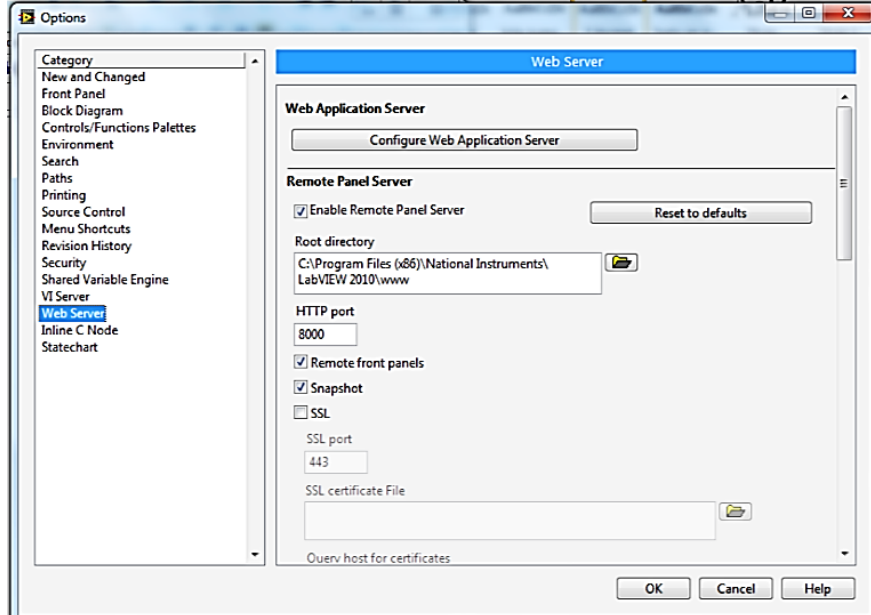 Options
Category
New and Changed
Front Panel
Block Diagram
Controls/Functions Palettes
Environment
Search
Paths
Printing
Source Control
Menu Shortcuts
Revision History
Security
Shared Variable Engine
VI Server
Web Server
Inline C Node
Statechart
Web Server
Web Application Server
Configure Web Application Server
Remote Panel Server
Enable Remote Panel Server
Reset to defaults
Root directory
C:\Program Files (x86)\National Instruments\
LabVIEW 2010\www
HTTP port
8000
Remote front panels
Snapshot
SSL
SSL port
443
SSL certificate File
Query host for certificates
OK
Cancel
Help